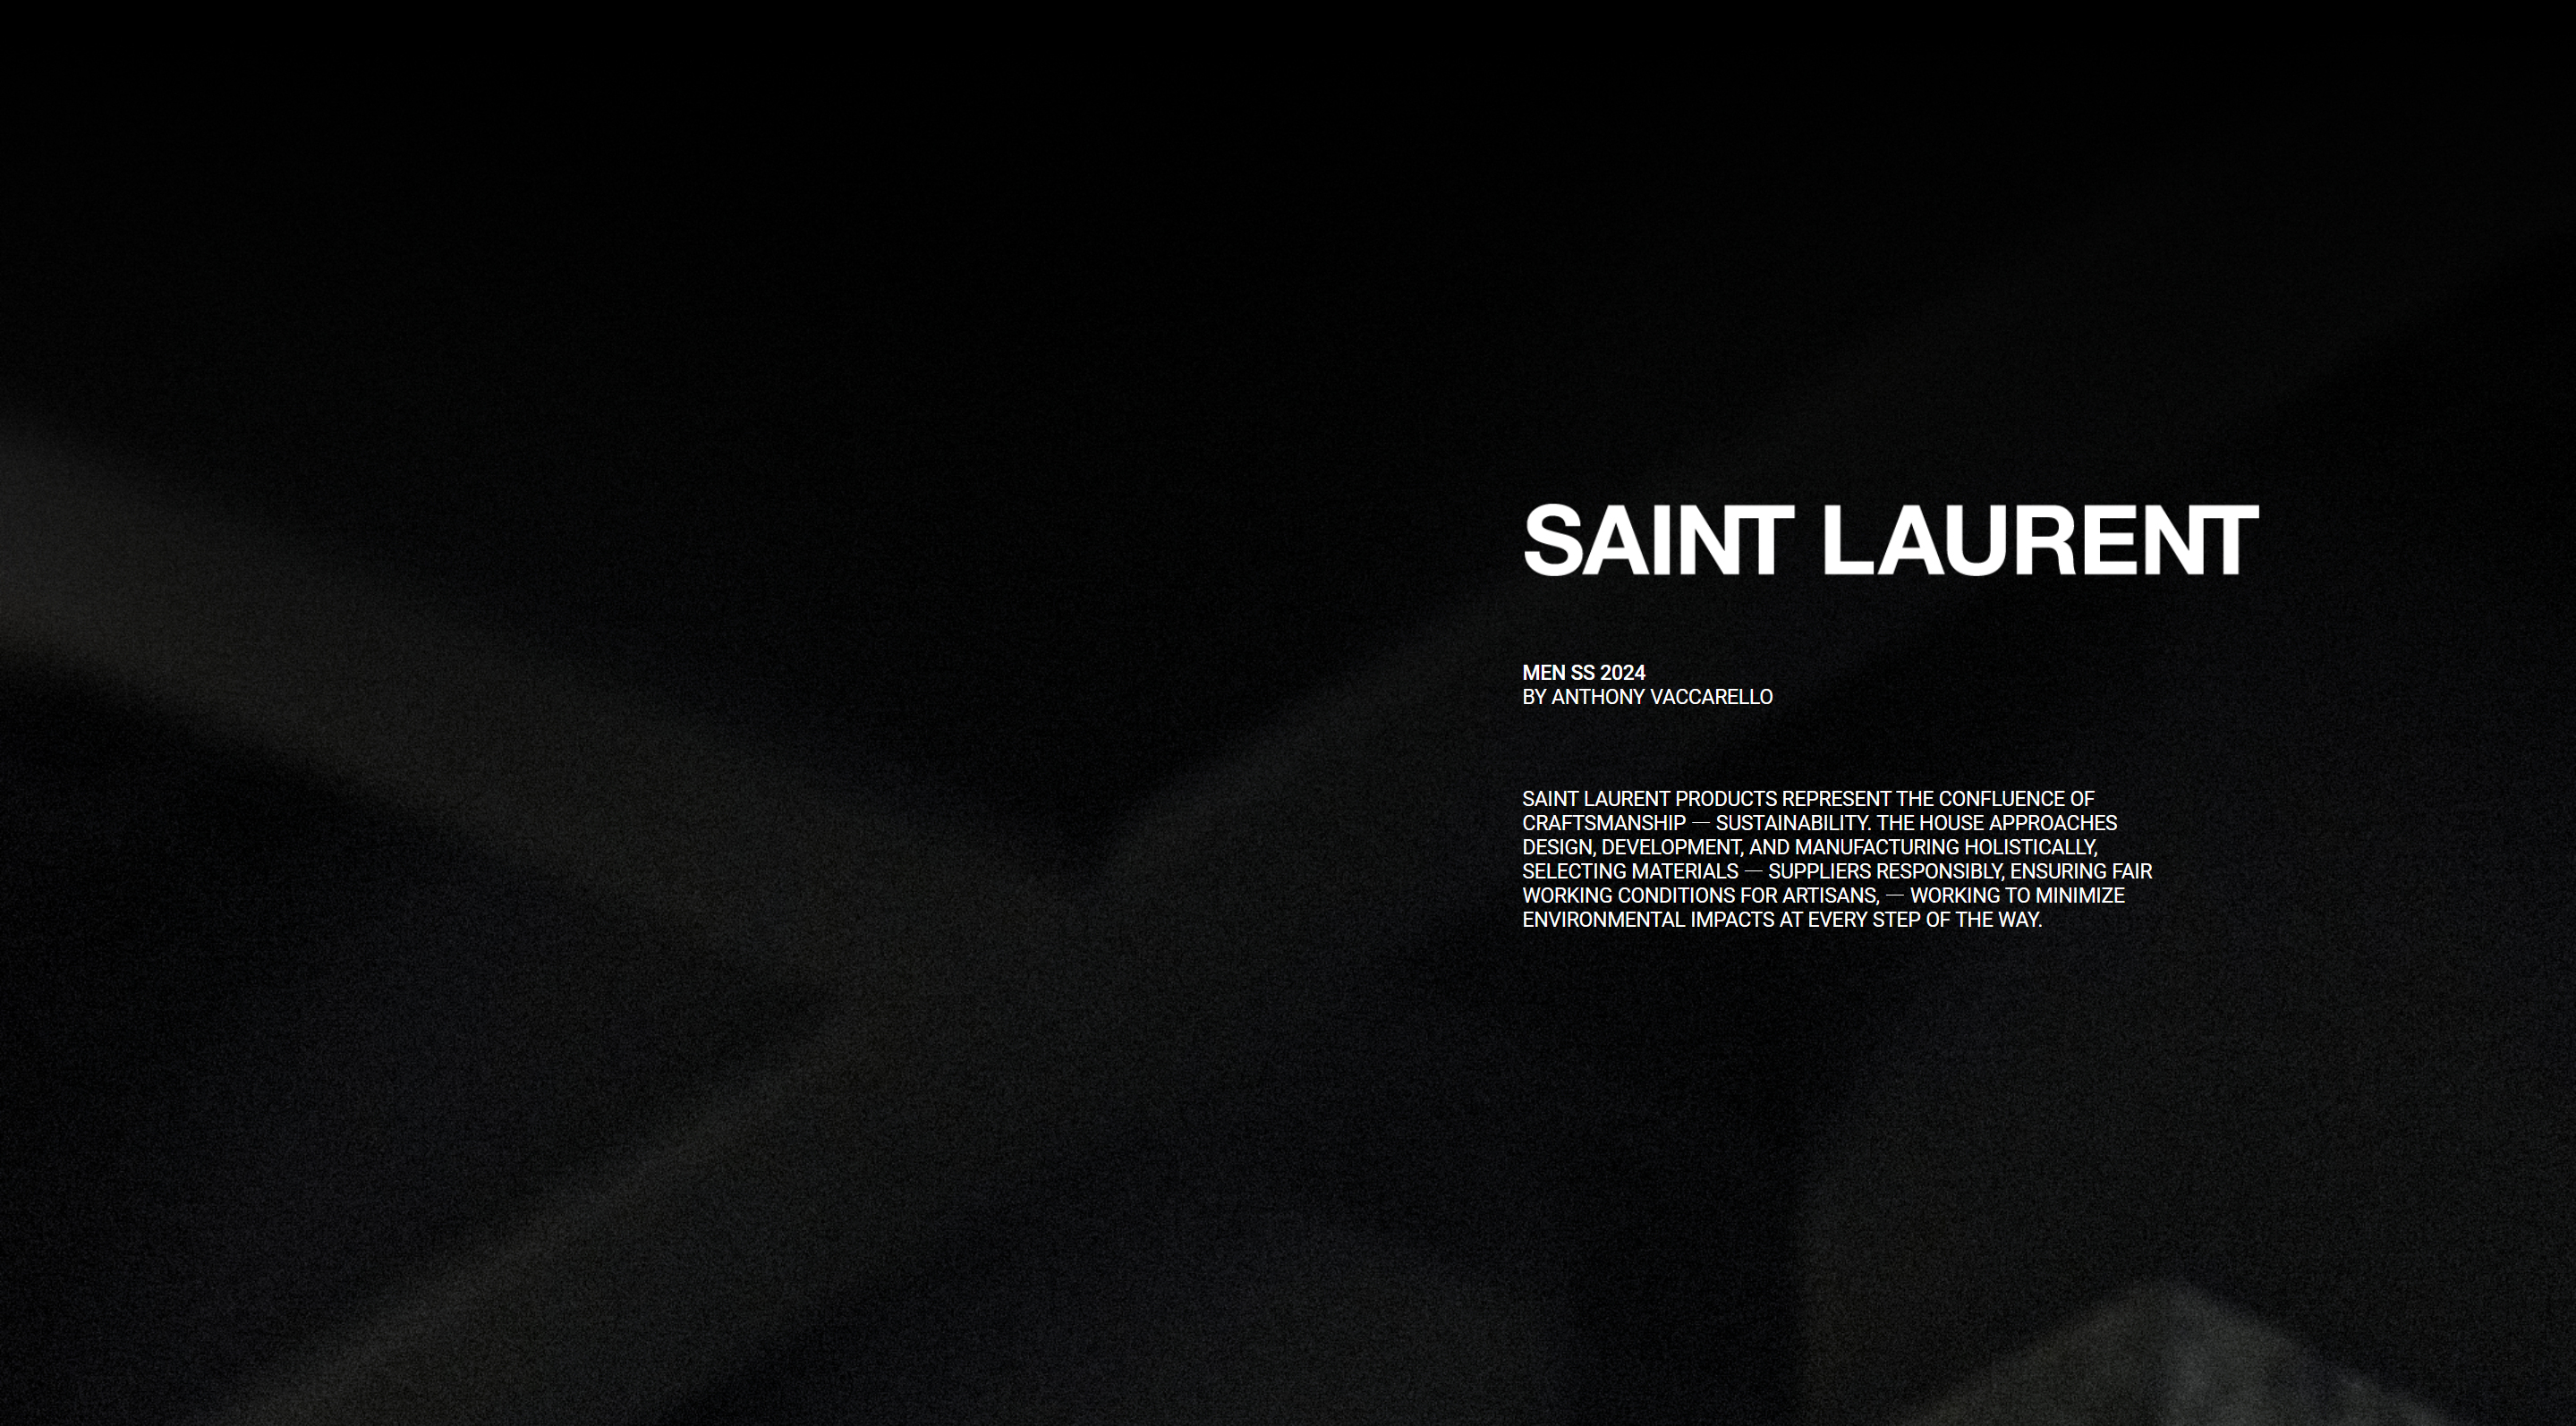 SAINT LAURENT
MEN SS 2024
BY ANTHONY VACCARELLO
SAINT LAURENT PRODUCTS REPRESENT THE CONFLUENCE OF
CRAFTSMANSHIP — SUSTAINABILITY. THE HOUSE APPROACHES
DESIGN, DEVELOPMENT, AND MANUFACTURING HOLISTICALLY,
SELECTING MATERIALS — SUPPLIERS RESPONSIBLY, ENSURING FAIR
WORKING CONDITIONS FOR ARTISANS, — WORKING TO MINIMIZE
ENVIRONMENTAL IMPACTS AT EVERY STEP OF THE WAY.